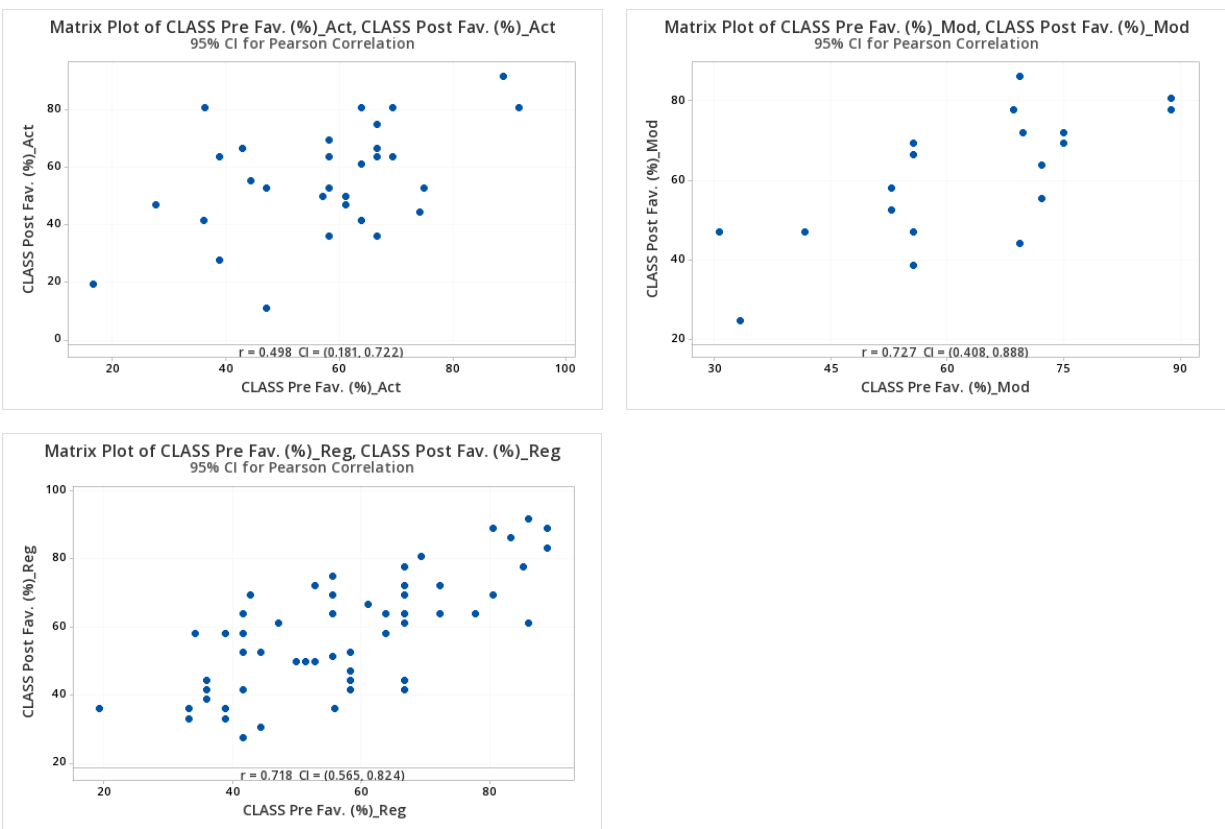 Matrix Plot of CLASS Pre Fav. (%)_Act, CLASS Post Fav. (%)_Act
95% CI for Pearson Correlation
CLASS Post Fav. (%)_Act
80
60
40
20
0
r = 0.498 CI = (0.181, 0.722)
20 40 60 80 100
CLASS Pre Fav. (%)_Act
Matrix Plot of CLASS Pre Fav. (%)_Mod, CLASS Post Fav. (%)_Mod
95% CI for Pearson Correlation
CLASS Post Fav. (%)_Mod
80
60
40
20
r = 0.727 CI = (0.408, 0.888)
30 45 60 75 90
CLASS Pre Fav. (%)_Mod
Matrix Plot of CLASS Pre Fav. (%)_Reg, CLASS Post Fav. (%)_Reg
95% CI for Pearson Correlation
CLASS Post Fav. (%)_Reg
100
80
60
40
20
r = 0.718 CI = (0.565, 0.824)
20 40 60 80
CLASS Pre Fav. (%)_Reg